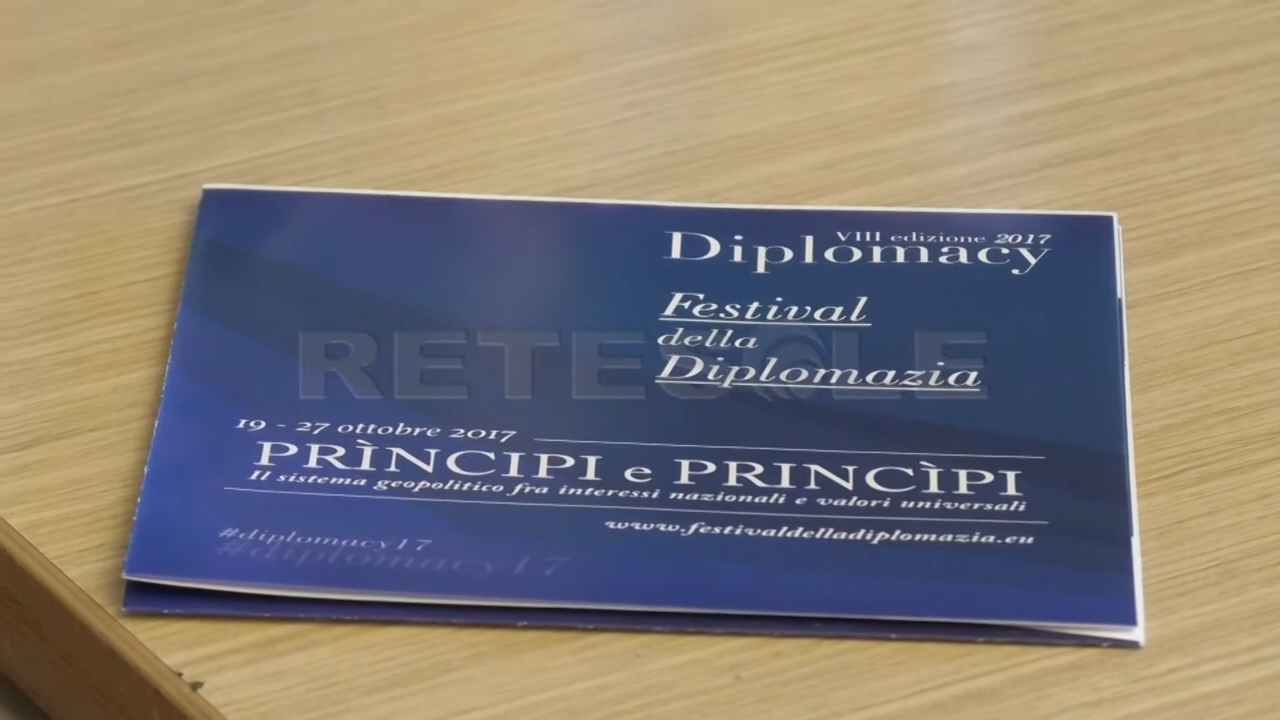 VIII edizione 2017
Diplomacy
Festival
della
Diplomazia
RETESOLE
19 - 27 ottobre 2017
PRÌNCIPI e PRINCÌPI
Il sistema geopolitico fra interessi nazionali e valori universali
www.festivaldelladiplomazia.eu
#diplomacy17
#diplomacy17